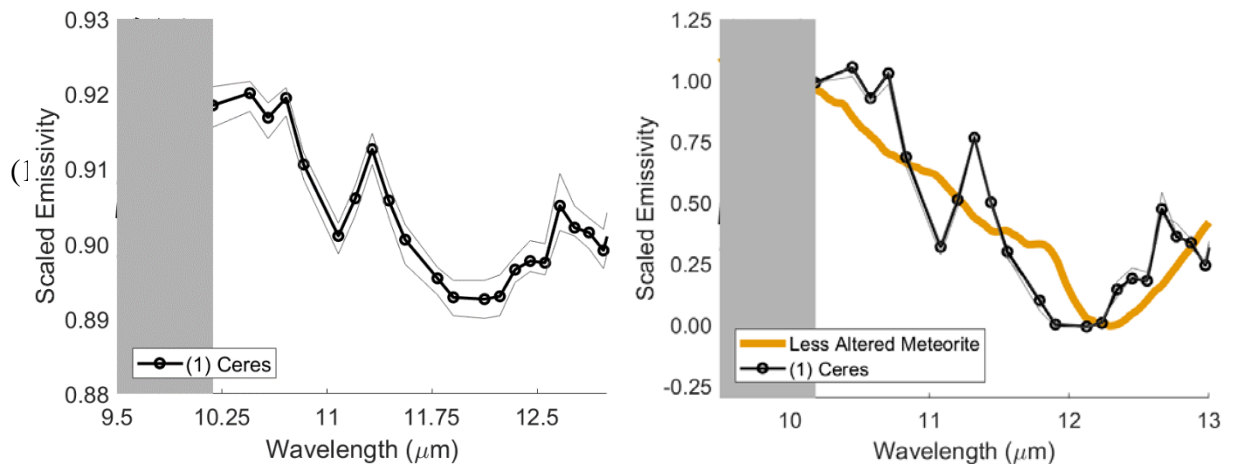 0.93
0.92
0.91
0.90
0.89
0.88
Scaled Emissivity
(1) Ceres
9.5 10.25 11 11.75 12.5
Wavelength (μm)
1.25
1.00
0.75
0.50
0.25
0.00
-0.25
Scaled Emissivity
Less Altered Meteorite
(1) Ceres
10 11 12 13
Wavelength (μm)